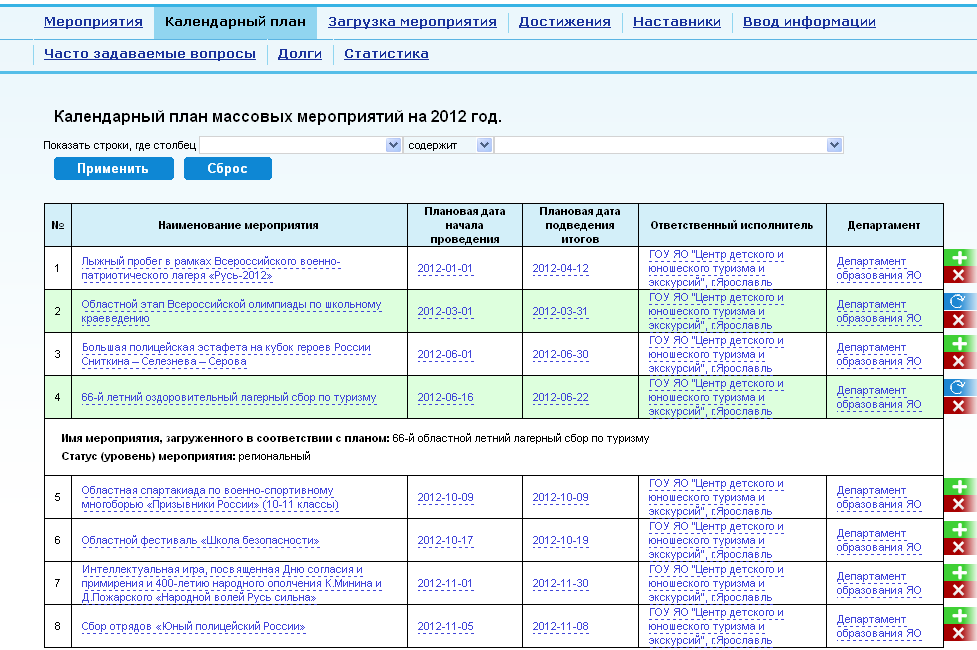 Мероприятия Календарный план Загрузка мероприятия Достижения Наставники Ввод информации
Часто задаваемые вопросы Долги Статистика
Календарный план массовых мероприятий на 2012 год.
Показать строки, где столбец содержит
Применить Сброс
№ Наименование мероприятия Плановая дата начала проведения Плановая дата подведения итогов Ответственный исполнитель Департамент
1 Лыжный пробег в рамках Всероссийского военно-
патриотического лагеря «Русь-2012» 2012-01-01 2012-04-12 ГОУ ЯО "Центр детского и
юношеского туризма и
экскурсий", г.Ярославль Департамент
образования ЯО
2 Областной этап Всероссийской олимпиады по школьному
краеведению 2012-03-01 2012-03-31 ГОУ ЯО "Центр детского и
юношеского туризма и
экскурсий", г.Ярославль Департамент
образования ЯО
3 Большая полицейская эстафета на кубок героев России
Сниткина – Селезнева – Серова 2012-06-01 2012-06-30 ГОУ ЯО "Центр детского и
юношеского туризма и
экскурсий", г.Ярославль Департамент
образования ЯО
4 66-й летний оздоровительный лагерный сбор по туризму 2012-06-16 2012-06-22 ГОУ ЯО "Центр детского и
юношеского туризма и
экскурсий", г.Ярославль Департамент
образования ЯО
Имя мероприятия, загруженного в соответствии с планом: 66-й областной летний лагерный сбор по туризму
Статус (уровень) мероприятия: региональный
5 Областная спартакиада по военно-спортивному
многоборью «Призывники России» (10-11 классы) 2012-10-09 2012-10-09 ГОУ ЯО "Центр детского и
юношеского туризма и
экскурсий", г.Ярославль Департамент
образования ЯО
6 Областной фестиваль «Школа безопасности» 2012-10-17 2012-10-19 ГОУ ЯО "Центр детского и
юношеского туризма и
экскурсий", г.Ярославль Департамент
образования ЯО
7 Интеллектуальная игра, посвященная Дню согласия и
примирения и 400-летию народного ополчения К.Минина и
Д.Пожарского «Народной волей Русь сильна» 2012-11-01 2012-11-30 ГОУ ЯО "Центр детского и
юношеского туризма и
экскурсий", г.Ярославль Департамент
образования ЯО
8 Сбор отрядов «Юный полицейский России» 2012-11-05 2012-11-08 ГОУ ЯО "Центр детского и
юношеского туризма и
экскурсий", г.Ярославль Департамент
образования ЯО